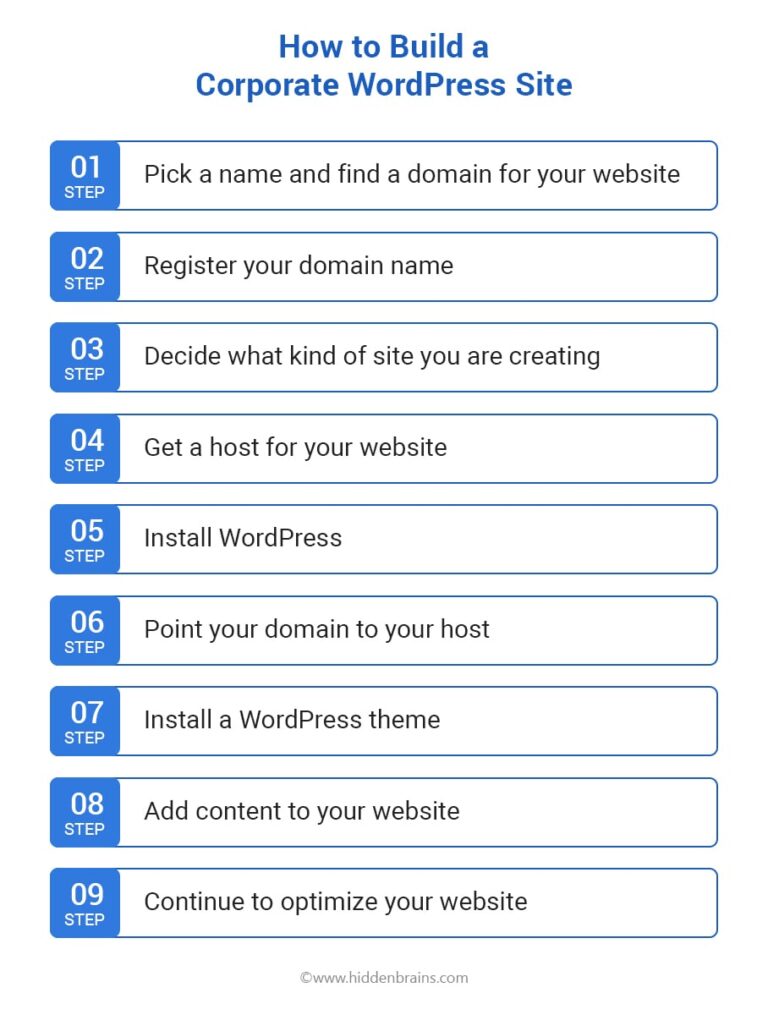 How to Build a
Corporate WordPress Site
01
STEP
Pick a name and find a domain for your website
02
STEP
Register your domain name
03
STEP
Decide what kind of site you are creating
04
STEP
Get a host for your website
05
STEP
Install WordPress
06
STEP
Point your domain to your host
07
STEP
Install a WordPress theme
08
STEP
Add content to your website
09
STEP
Continue to optimize your website
©www.hiddenbrains.com